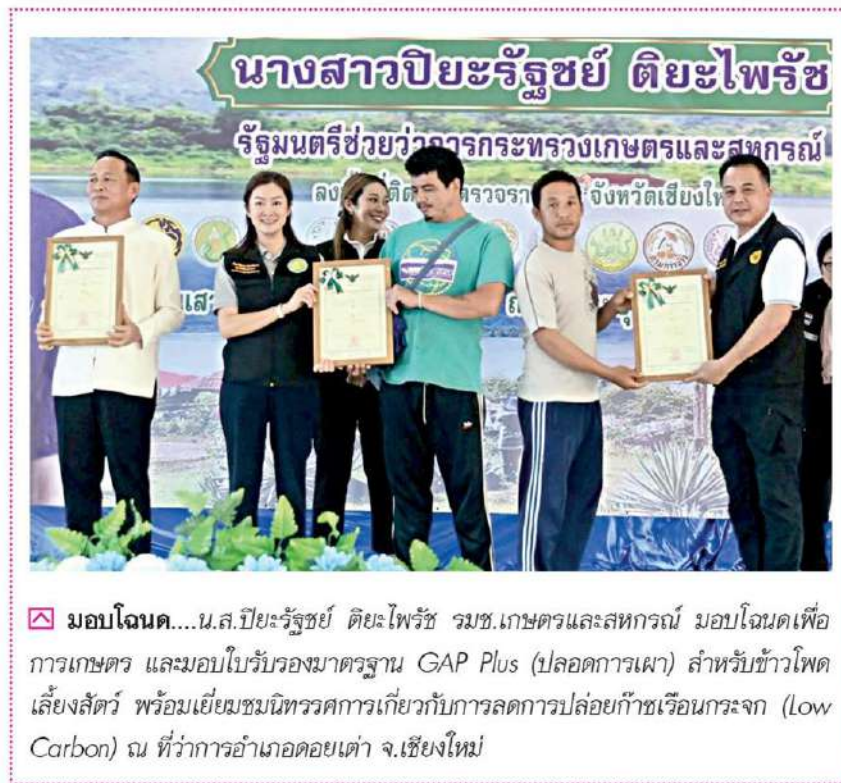 นางสาวปิยะรัฐชย์ ติยะไพรัช
รัฐมนตรีช่วยว่าการกระทรวงเกษตรและสหกรณ์
จังหวัดเชียงให
มอบโฉนด....น.ส.ปิยะรัฐชย์ ติยะไพรัช รมช.เกษตรและสหกรณ์ มอบโฉนดเพื่อ
การเกษตร และมอบใบรับรองมาตรฐาน GAP Plus (ปลอดการเผา) สำหรับข้าวโพด
เลี้ยงสัตว์ พร้อมเยี่ยมชมนิทรรศการเกี่ยวกับการลดการปล่อยก๊าซเรือนกระจก (Low
Carbon) ณ ที่ว่าการอำเภอดอยเต่า จ.เชียงใหม่